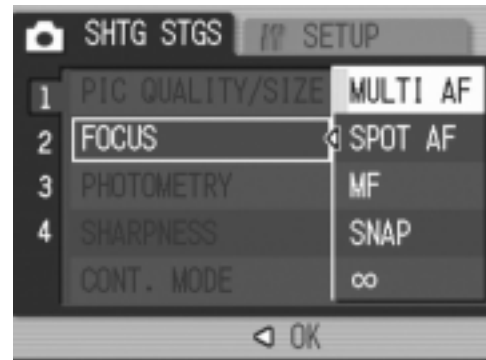 SHTG STGS SETUP
1 PIC QUALITY/SIZE MULTI AF
2 FOCUS SPOT AF
3 PHOTOMETRY MF
4 SHARPNESS SNAP
CONT. MODE ∞
OK